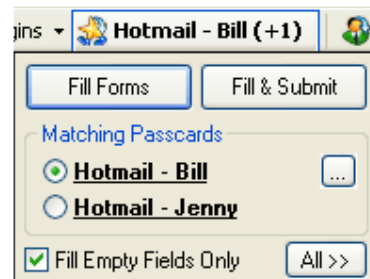 gins Hotmail - Bill (+1)
Fill Forms Fill & Submit
Matching Passcards
Hotmail - Bill ...
Hotmail - Jenny
Fill Empty Fields Only All >>